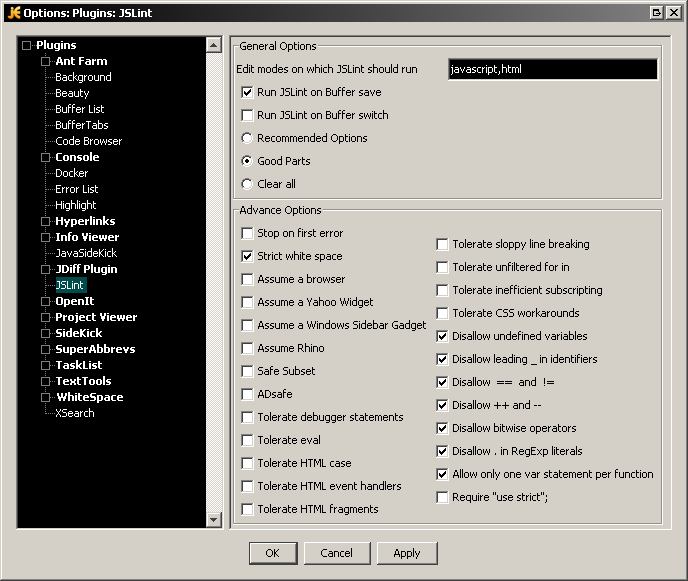 Options: Plugins: JSLint
Plugins
Ant Farm
Background
Beauty
Buffer List
BufferTabs
Code Browser
Console
Docker
Error List
Highlight
Hyperlinks
Info Viewer
JavaSideKick
JDiff Plugin
JSLint
OpenIt
Project Viewer
SideKick
SuperAbbrevs
TaskList
TextTools
WhiteSpace
XSearch
General Options
Edit modes on which JSLint should run javascript,html
Run JSLint on Buffer save
Run JSLint on Buffer switch
Recommended Options
Good Parts
Clear all
Advance Options
Stop on first error
Strict white space
Assume a browser
Assume a Yahoo Widget
Assume a Windows Sidebar Gadget
Assume Rhino
Safe Subset
ADsafe
Tolerate debugger statements
Tolerate eval
Tolerate HTML case
Tolerate HTML event handlers
Tolerate HTML fragments
Tolerate sloppy line breaking
Tolerate unfiltered for in
Tolerate inefficient subscripting
Tolerate CSS workarounds
Disallow undefined variables
Disallow leading _ in identifiers
Disallow == and !=
Disallow ++ and --
Disallow bitwise operators
Disallow . in RegExp literals
Allow only one var statement per function
Require "use strict";
OK Cancel Apply